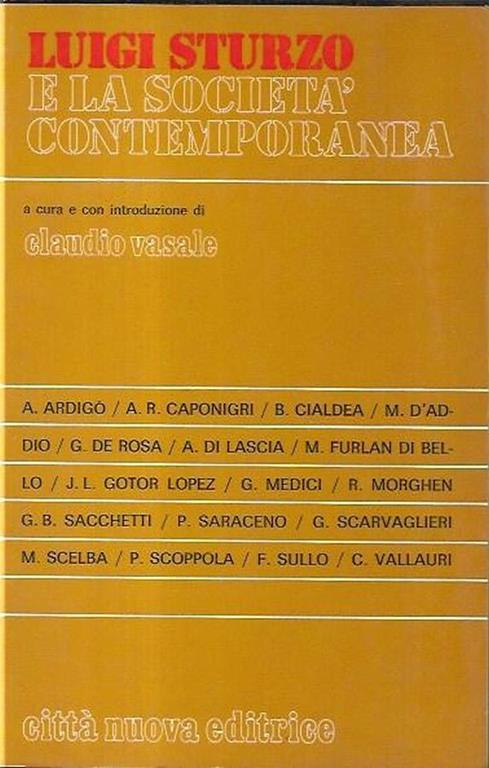 LUIGI STURZO
E LA SOCIETA'
CONTEMPORANEA
a cura e con introduzione di
claudio vasale
A. ARDIGÓ / A. R. CAPONIGRI / B. CIALDEA / M. D'AD-
DIO / G. DE ROSA / A. DI LASCIA / M. FURLAN DI BEL-
LO / J. L. GOTOR LOPEZ / G. MEDICI / R. MORGHEN
G. B. SACCHETTI / P. SARACENO / G. SCARVAGLIERI
M. SCELBA / P. SCOPPOLA / F. SULLO / C. VALLAURI
città nuova editrice